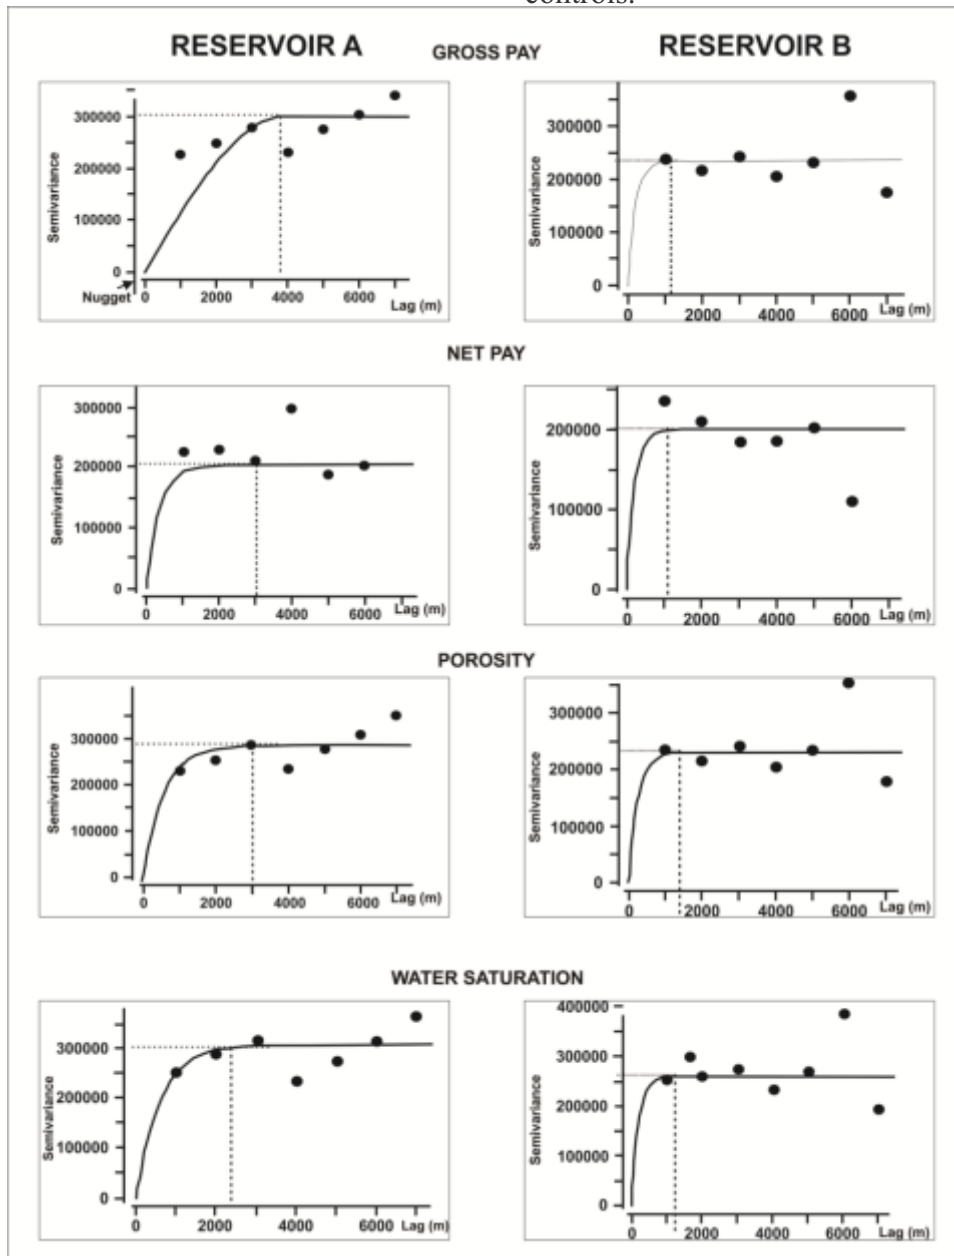 controls.
RESERVOIR A
GROSS PAY
RESERVOIR B
Semivariance
300000
200000
100000
0
Nugget
0 2000 4000 6000
Lag (m)
Semivariance
300000
200000
100000
0
0 2000 4000 6000
Lag (m)
NET PAY
Semivariance
300000
200000
100000
0
0 2000 4000 6000 Lag (m)
Semivariance
200000
100000
0
0 2000 4000 6000 Lag (m)
POROSITY
Semivariance
300000
200000
100000
0
0 2000 4000 6000 Lag (m)
Semivariance
300000
200000
100000
0
0 2000 4000 6000 Lag (m)
WATER SATURATION
Semivariance
300000
200000
100000
0
0 2000 4000 6000 Lag (m)
Semivariance
400000
300000
200000
100000
0
0 2000 4000 6000 Lag (m)